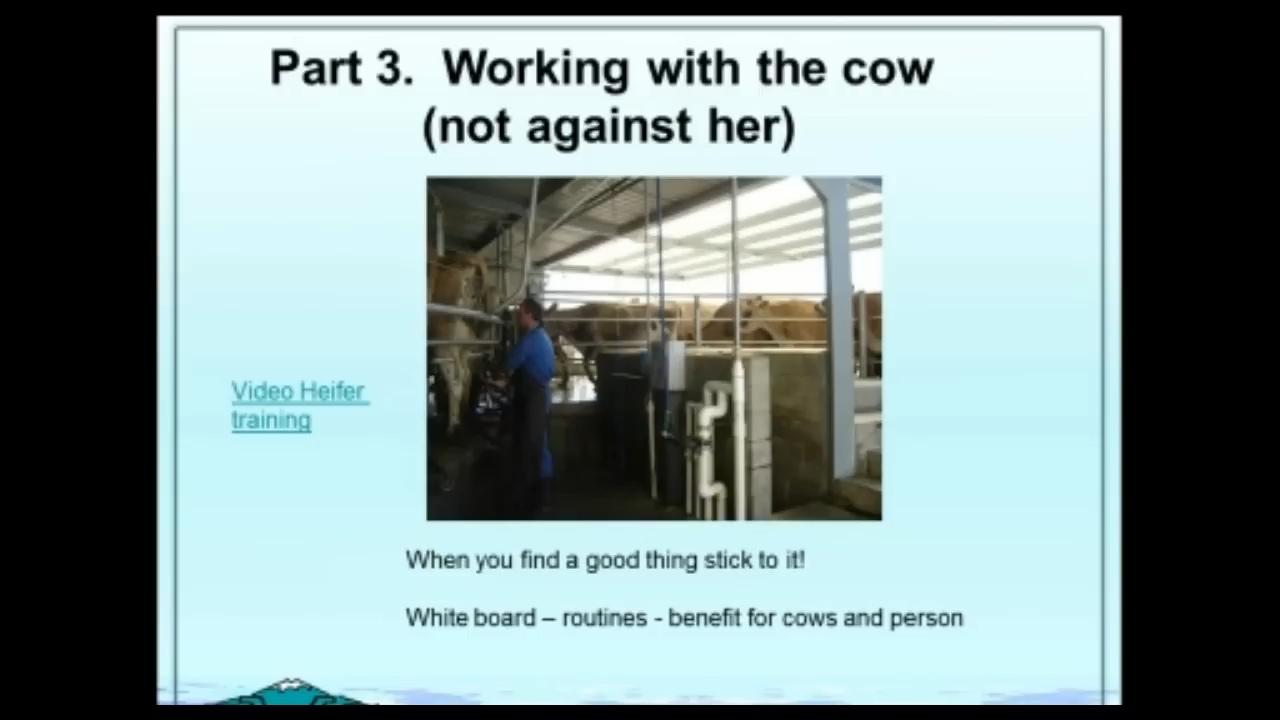 Part 3. Working with the cow
(not against her)
Video Heifer
training
When you find a good thing stick to it!
White board – routines - benefit for cows and person